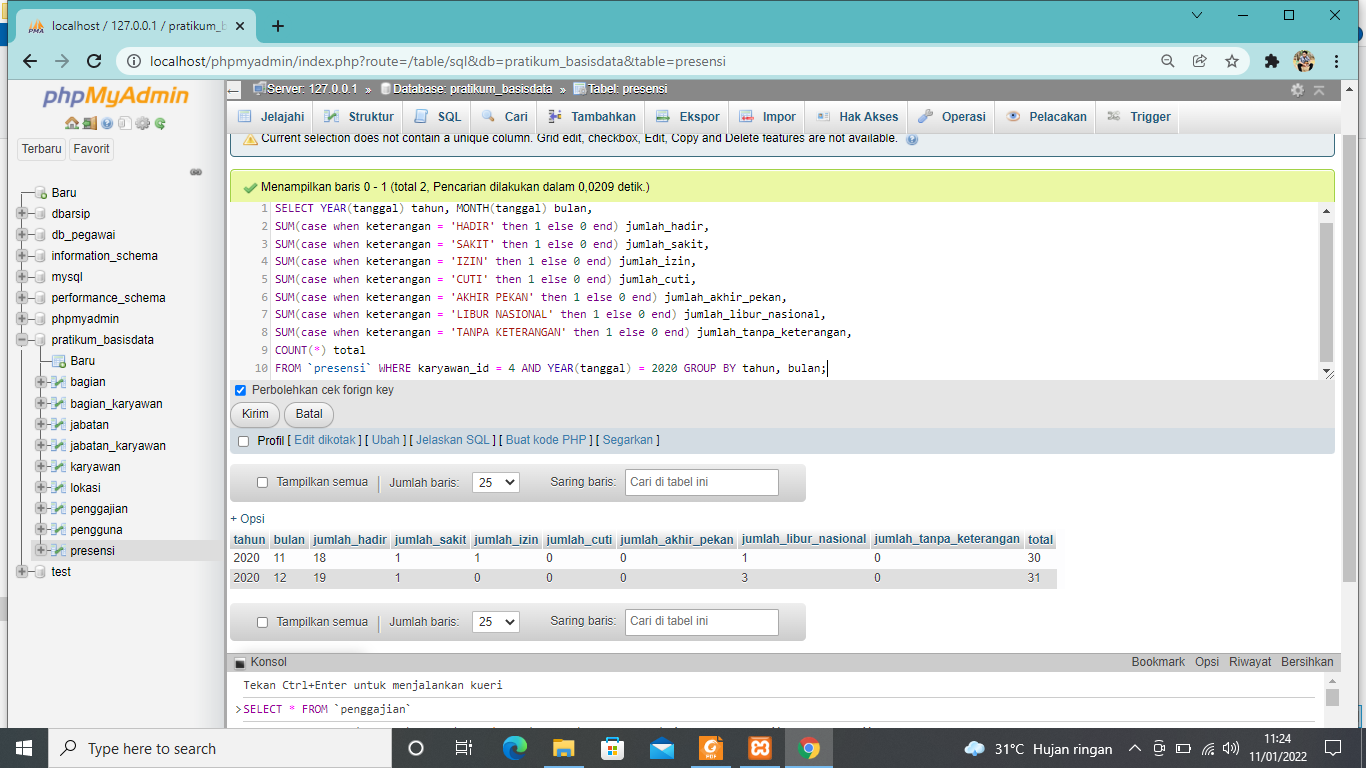 localhost / 127.0.0.1 / pratikum_b
localhost/phpmyadmin/index.php?route=/table/sql&db=pratikum_basisdata&table=presensi
phpMyAdmin
Terbaru Favorit
Baru
dbarsip
db_pegawai
information_schema
mysql
performance_schema
phpmyadmin
pratikum_basisdata
Baru
bagian
bagian_karyawan
jabatan
jabatan_karyawan
karyawan
lokasi
penggajian
pengguna
presensi
test
Server: 127.0.0.1 » Database: pratikum_basisdata » Tabel: presensi
Jelajahi Struktur SQL Cari Tambahkan Ekspor Impor Hak Akses Operasi Pelacakan Trigger
Current selection does not contain a unique column. Grid edit, checkbox, Edit, Copy and Delete features are not available.
Menampilkan baris 0 - 1 (total 2, Pencarian dilakukan dalam 0,0209 detik.)
1 SELECT YEAR(tanggal) tahun, MONTH(tanggal) bulan,
2 SUM(case when keterangan = 'HADIR' then 1 else 0 end) jumlah_hadir,
3 SUM(case when keterangan = 'SAKIT' then 1 else 0 end) jumlah_sakit,
4 SUM(case when keterangan = 'IZIN' then 1 else 0 end) jumlah_izin,
5 SUM(case when keterangan = 'CUTI' then 1 else 0 end) jumlah_cuti,
6 SUM(case when keterangan = 'AKHIR PEKAN' then 1 else 0 end) jumlah_akhir_pekan,
7 SUM(case when keterangan = 'LIBUR NASIONAL' then 1 else 0 end) jumlah_libur_nasional,
8 SUM(case when keterangan = 'TANPA KETERANGAN' then 1 else 0 end) jumlah_tanpa_keterangan,
9 COUNT(*) total
10 FROM `presensi` WHERE karyawan_id = 4 AND YEAR(tanggal) = 2020 GROUP BY tahun, bulan;
Perbolehkan cek forign key
Kirim Batal
Profil [ Edit dikotak ] [ Ubah ] [ Jelaskan SQL ] [ Buat kode PHP ] [ Segarkan ]
Tampilkan semua Jumlah baris: 25 Saring baris: Cari di tabel ini
+ Opsi
tahun bulan jumlah_hadir jumlah_sakit jumlah_izin jumlah_cuti jumlah_akhir_pekan jumlah_libur_nasional jumlah_tanpa_keterangan total
2020 11 18 1 1 0 0 1 0 30
2020 12 19 1 0 0 0 3 0 31
Tampilkan semua Jumlah baris: 25 Saring baris: Cari di tabel ini
Konsol Bookmark Opsi Riwayat Bersihkan
Tekan Ctrl+Enter untuk menjalankan kueri
>SELECT * FROM `penggajian`
Type here to search
31°C Hujan ringan
11:24
11/01/2022